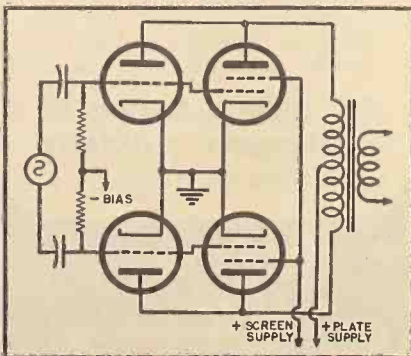 - BIAS
+ SCREEN SUPPLY
+ PLATE SUPPLY